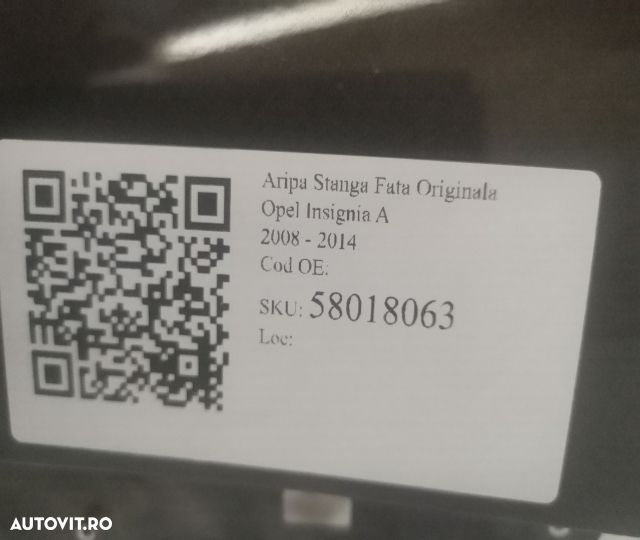 Aripa Stanga Fata Originala
Opel Insignia A
2008 - 2014
Cod OE:
SKU: 58018063
Loc:
AUTOVIT.RO